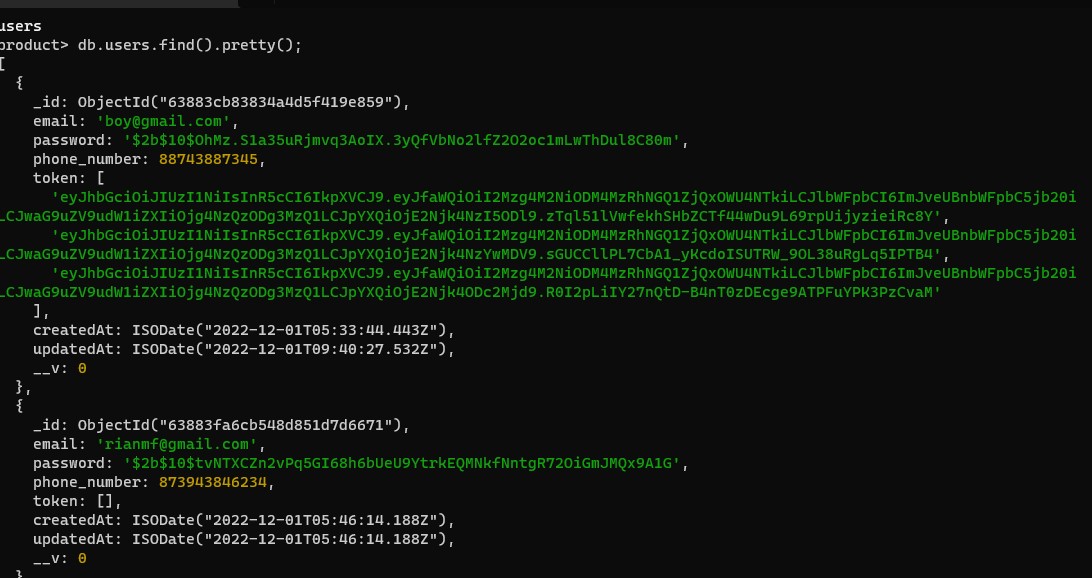 users
product> db.users.find().pretty();
[
{
_id: ObjectId("63883cb83834a4d5f419e859"),
email: 'boy@gmail.com',
password: '$2b$10$OhMz.S1a35uRjmvq3AoIX.3yQfVbNo2lfZ2O2oc1mLwThDul8C80m',
phone_number: 88743887345,
token: [
'eyJhbGciOiJIUzI1NiIsInR5cCI6IkpXVCJ9.eyJfaWQiOiI2Mzg4M2NiODM4MzRhNGQ1ZjQxOWU4NTkiLCJlbWFpbCI6ImJveUBnbWFpbC5jb20i
LCJwaG9uZV9udW1iZXIiOjg4NzQzODg3MzQ1LCJpYXQiOjE2Njk4NzI5ODl9.zTql51lVwfekhSHbZCTf44wDu9L69rpUijyzieiRc8Y',
'eyJhbGciOiJIUzI1NiIsInR5cCI6IkpXVCJ9.eyJfaWQiOiI2Mzg4M2NiODM4MzRhNGQ1ZjQxOWU4NTkiLCJlbWFpbCI6ImJveUBnbWFpbC5jb20i
LCJwaG9uZV9udW1iZXIiOjg4NzQzODg3MzQ1LCJpYXQiOjE2Njk4NzYwMDV9.sGUCCllPL7CbA1_yKcdoISUTRW_9OL38uRgLq5IPTB4',
'eyJhbGciOiJIUzI1NiIsInR5cCI6IkpXVCJ9.eyJfaWQiOiI2Mzg4M2NiODM4MzRhNGQ1ZjQxOWU4NTkiLCJlbWFpbCI6ImJveUBnbWFpbC5jb20i
LCJwaG9uZV9udW1iZXIiOjg4NzQzODg3MzQ1LCJpYXQiOjE2Njk4ODc2Mjd9.R0I2pLiIY27nQtD-B4nT0zDEcge9ATPFuYPK3PzCvaM'
],
createdAt: ISODate("2022-12-01T05:33:44.443Z"),
updatedAt: ISODate("2022-12-01T09:40:27.532Z"),
__v: 0
},
{
_id: ObjectId("63883fa6cb548d851d7d6671"),
email: 'rianmf@gmail.com',
password: '$2b$10$tvNTXCZn2vPq5GI68h6bUeU9YtrkEQMNkfNntgR72OiGmJMQx9A1G',
phone_number: 873943846234,
token: [],
createdAt: ISODate("2022-12-01T05:46:14.188Z"),
updatedAt: ISODate("2022-12-01T05:46:14.188Z"),
__v: 0
}